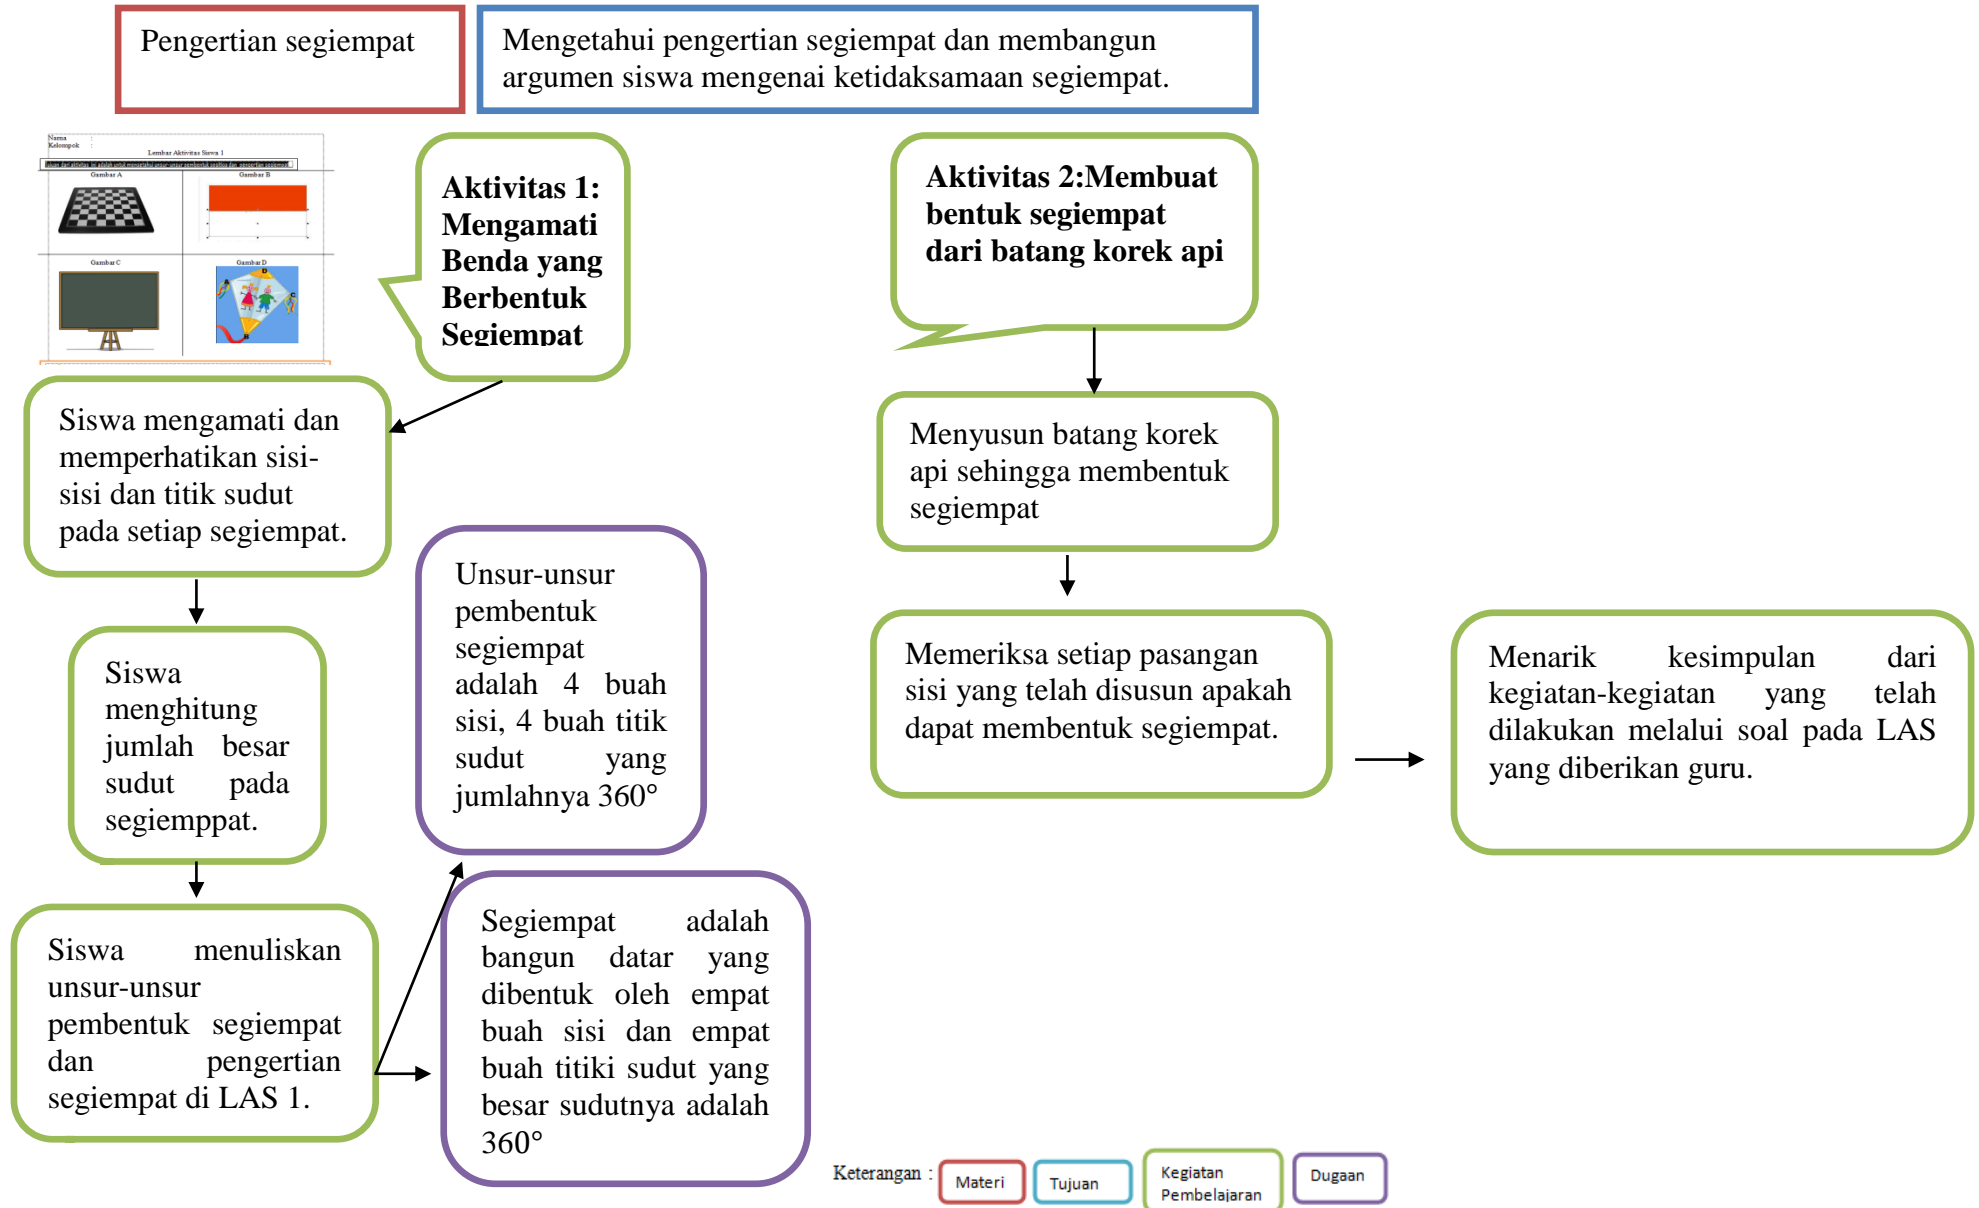 Pengertian segiempat
Mengetahui pengertian segiempat dan membangun
argumen siswa mengenai ketidaksamaan segiempat.
Nama :
Kelompok :
Lembar Aktivitas Siswa 1
Gambar A
Gambar B
Gambar C
Gambar D
A
B
C
D
Aktivitas 1:
Mengamati
Benda yang
Berbentuk
Segiempat
Siswa mengamati dan
memperhatikan sisi-
sisi dan titik sudut
pada setiap segiempat.
Siswa
menghitung
jumlah besar
sudut pada
segiemppat.
Siswa menuliskan
unsur-unsur
pembentuk segiempat
dan pengertian
segiempat di LAS 1.
Unsur-unsur
pembentuk
segiempat
adalah 4 buah
sisi, 4 buah titik
sudut yang
jumlahnya 360°
Segiempat adalah
bangun datar yang
dibentuk oleh empat
buah sisi dan empat
buah titiki sudut yang
besar sudutnya adalah
360°
Aktivitas 2:Membuat
bentuk segiempat
dari batang korek api
Menyusun batang korek
api sehingga membentuk
segiempat
Memeriksa setiap pasangan
sisi yang telah disusun apakah
dapat membentuk segiempat.
Menarik kesimpulan dari
kegiatan-kegiatan yang telah
dilakukan melalui soal pada LAS
yang diberikan guru.
Keterangan :
Materi
Tujuan
Kegiatan
Pembelajaran
Dugaan